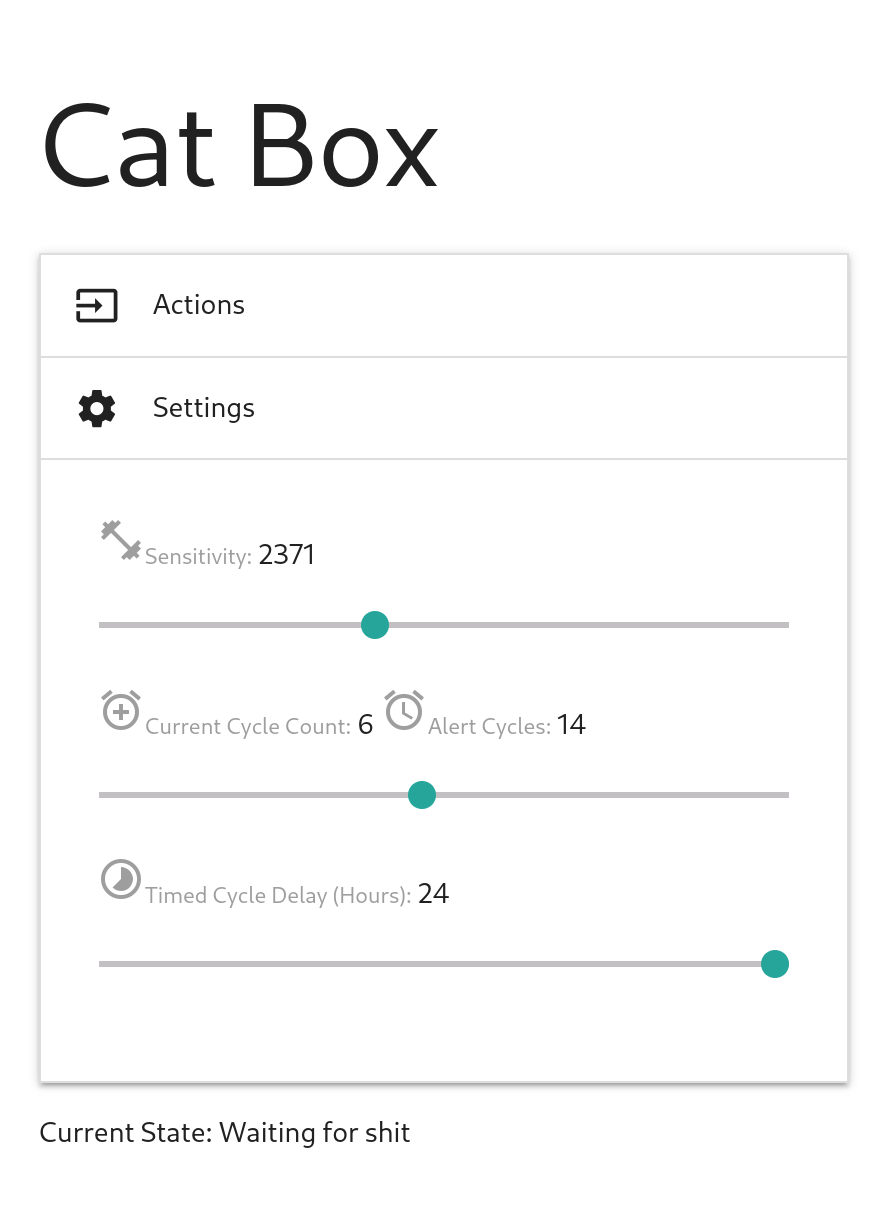 Cat Box
Actions
Settings
Sensitivity: 2371
Current Cycle Count: 6 Alert Cycles: 14
Timed Cycle Delay (Hours): 24
Current State: Waiting for shit